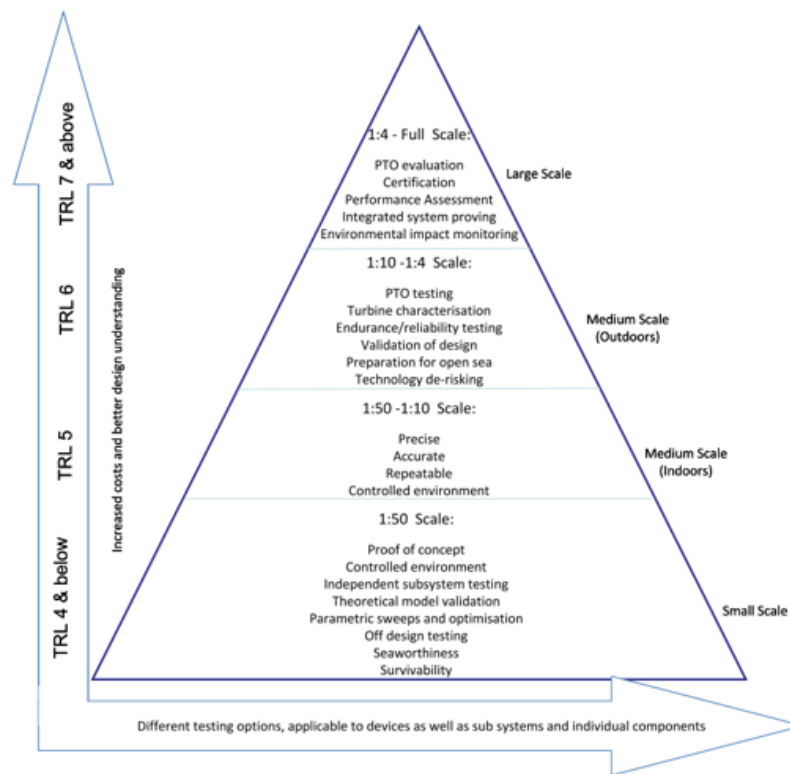 1:4 - Full Scale:
PTO evaluation
Certification
Performance Assessment
Integrated system proving
Environmental impact monitoring
Large Scale
TRL 7 & above
1:10 -1:4 Scale:
PTO testing
Turbine characterisation
Endurance/reliability testing
Validation of design
Preparation for open sea
Technology de-risking
Medium Scale
(Outdoors)
TRL 6
1:50 -1:10 Scale:
Precise
Accurate
Repeatable
Controlled environment
Medium Scale
(Indoors)
TRL 5
1:50 Scale:
Proof of concept
Controlled environment
Independent subsystem testing
Theoretical model validation
Parametric sweeps and optimisation
Off design testing
Seaworthiness
Survivability
Small Scale
TRL 4 & below
Increased costs and better design understanding
Different testing options, applicable to devices as well as sub systems and individual components